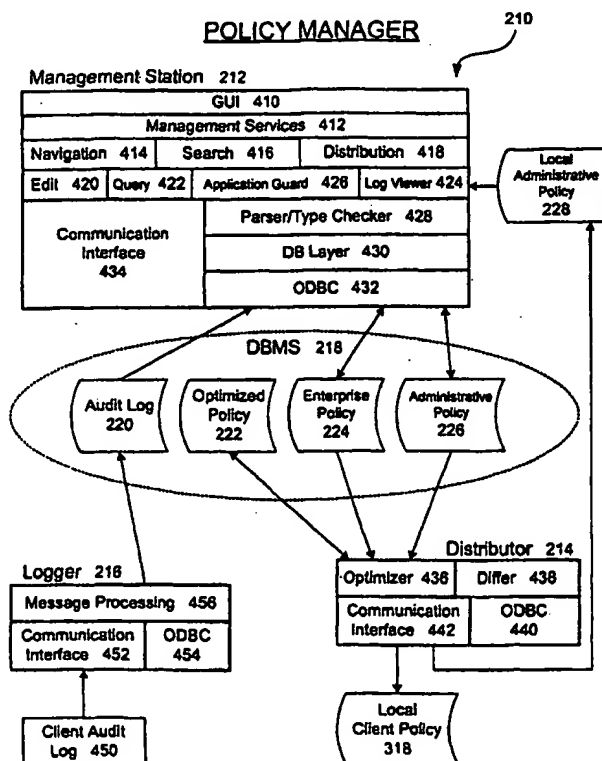 POLICY MANAGER
210
Management Station 212
GUI 410
Management Services 412
Navigation 414
Search 416
Distribution 418
Edit 420
Query 422
Application Guard 426
Log Viewer 424
Local
Administrative
Policy
228
Communication
Interface
434
Parser/Type Checker 428
DB Layer 430
ODBC 432
DBMS 218
Audit Log
220
Optimized
Policy
222
Enterprise
Policy
224
Administrative
Policy
226
Logger 216
Message Processing 456
Communication
Interface 452
ODBC
454
Client Audit
Log 450
Distributor 214
Optimizer 436
Differ 438
Communication
Interface 442
ODBC
440
Local
Client Policy
318